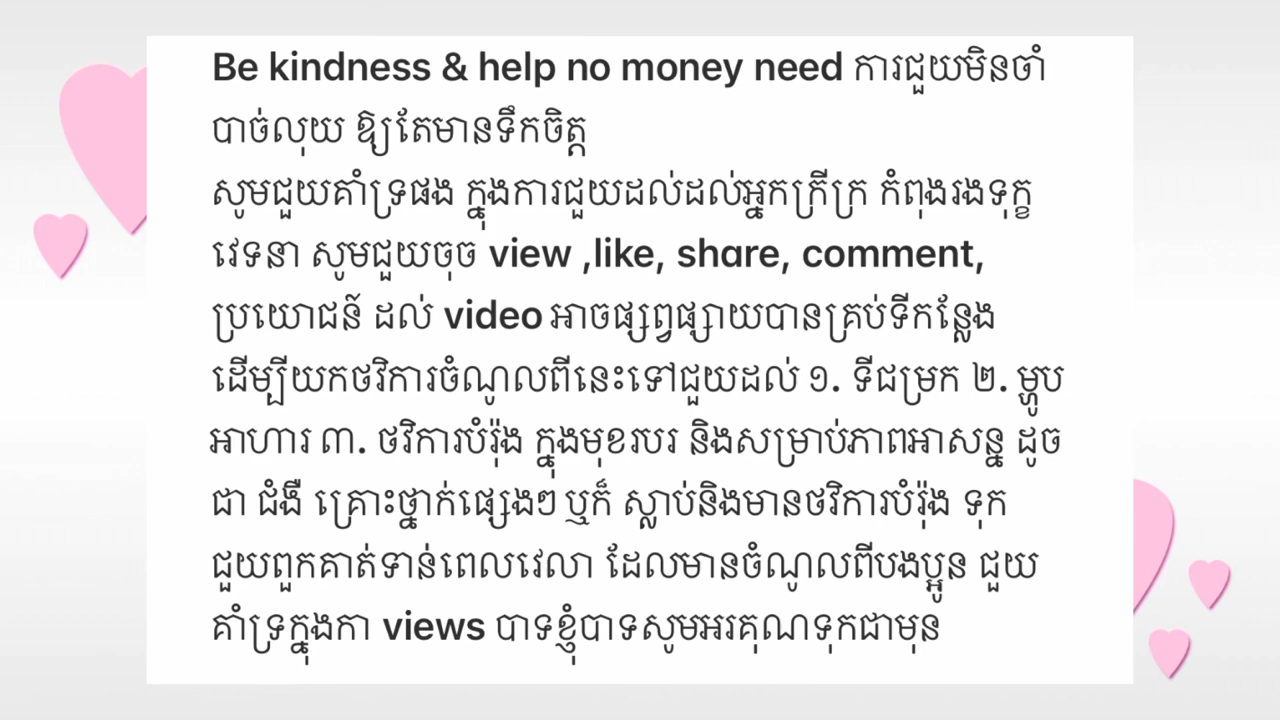 Be kindness & help no money need ការជួយមិនចាំ
បាច់លុយ ឱ្យតែមានទឹកចិត្ត
សូមជួយគាំទ្រផង ក្នុងការជួយដល់ដល់អ្នកក្រីក្រ កំពុងរងទុក្ខ
វេទនា សូមជួយចុច view ,like, share, comment,
ប្រយោជន៍ ដល់ video អាចផ្សព្វផ្សាយបានគ្រប់ទីកន្លែង
ដើម្បីយកថវិការចំណូលពីនេះទៅជួយដល់ ១. ទីជម្រក ២. ម្ហូប
អាហារ ៣. ថវិការបំរ៉ុង ក្នុងមុខរបរ និងសម្រាប់ភាពអាសន្ន ដូច
ជា ជំងឺ គ្រោះថ្នាក់ផ្សេងៗ ឬក៏ ស្លាប់និងមានថវិការបំរ៉ុង ទុក
ជួយពួកគាត់ទាន់ពេលវេលា ដែលមានចំណូលពីបងប្អូន ជួយ
គាំទ្រក្នុងកា views បាទខ្ញុំបាទសូមអរគុណទុកជាមុន